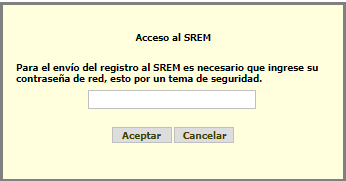 Acceso al SREM
Para el envío del registro al SREM es necesario que ingrese su
contraseña de red, esto por un tema de seguridad.
Aceptar Cancelar